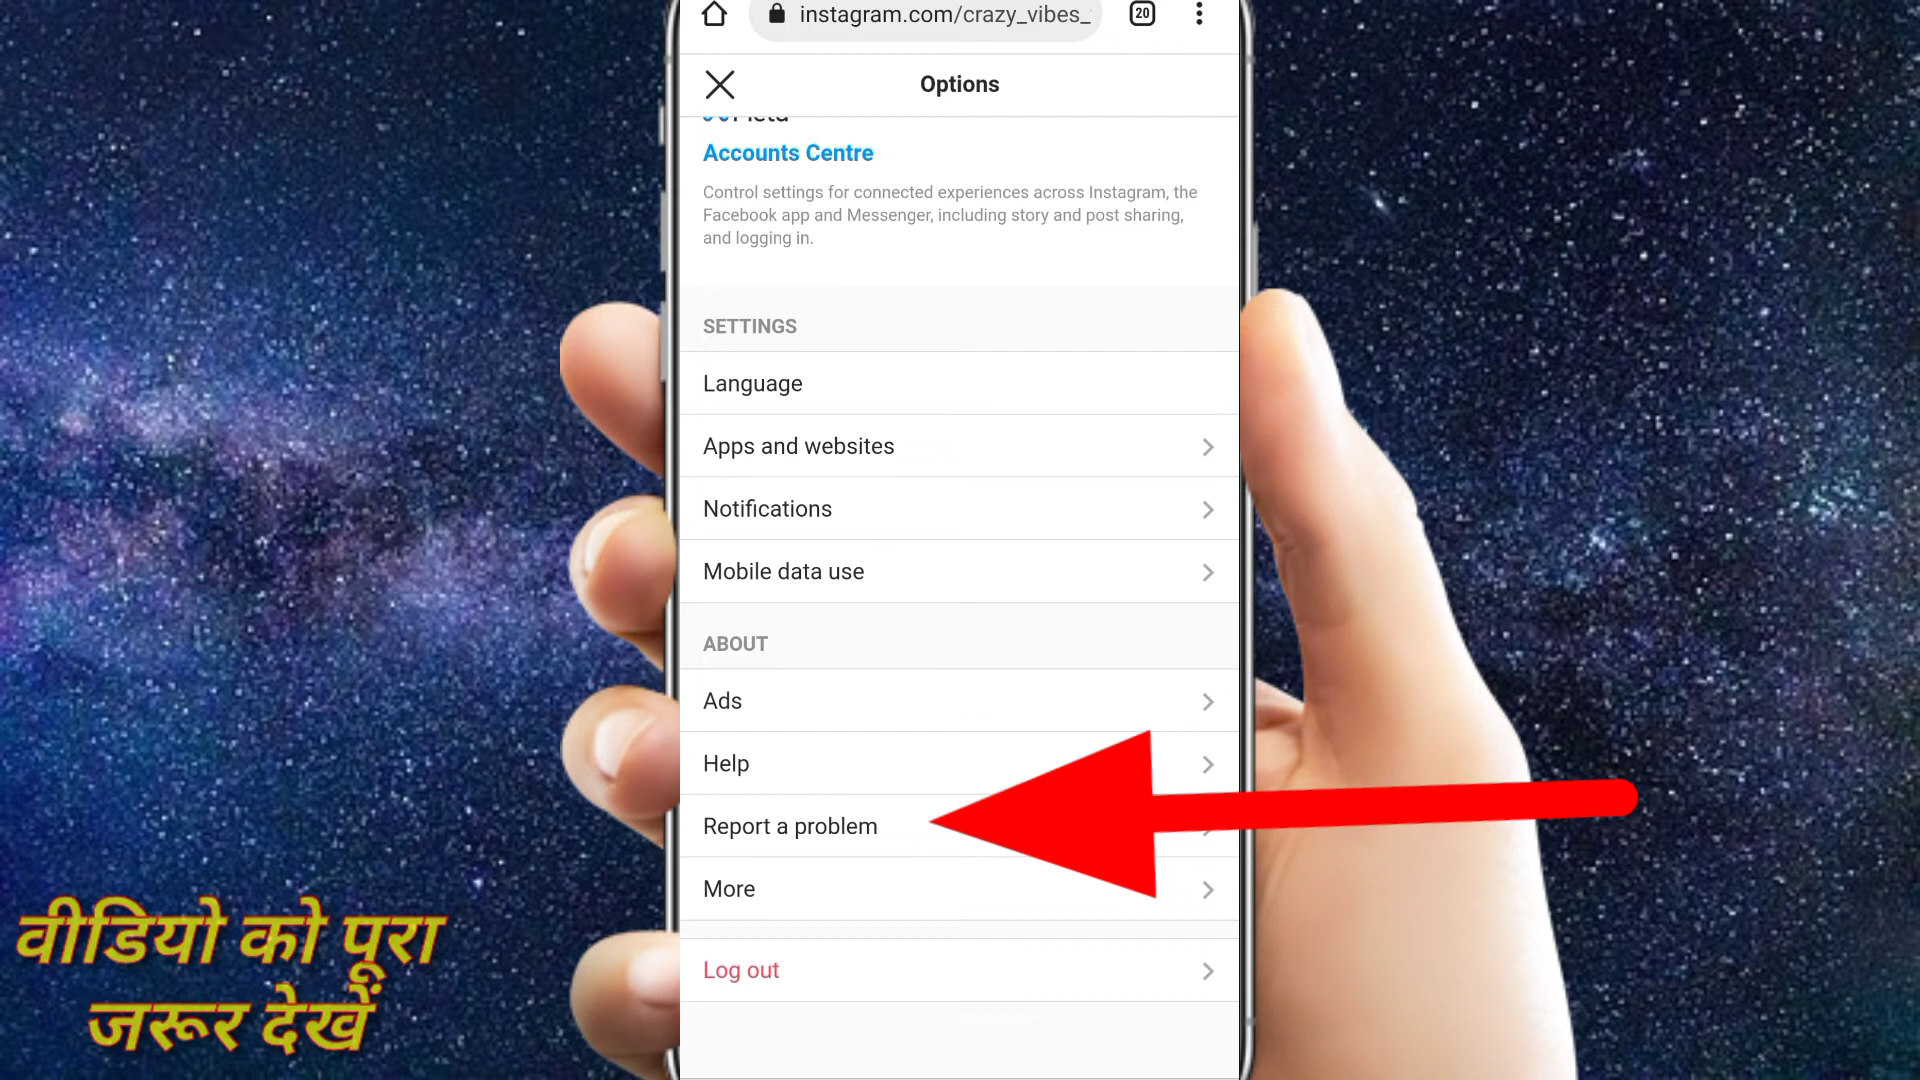 instagram.com/crazy_vibes_
20
Options
Accounts Centre
Control settings for connected experiences across Instagram, the
Facebook app and Messenger, including story and post sharing,
and logging in.
SETTINGS
Language
Apps and websites
Notifications
Mobile data use
ABOUT
Ads
Help
Report a problem
More
Log out
वीडियो को पूरा
जरूर देखें